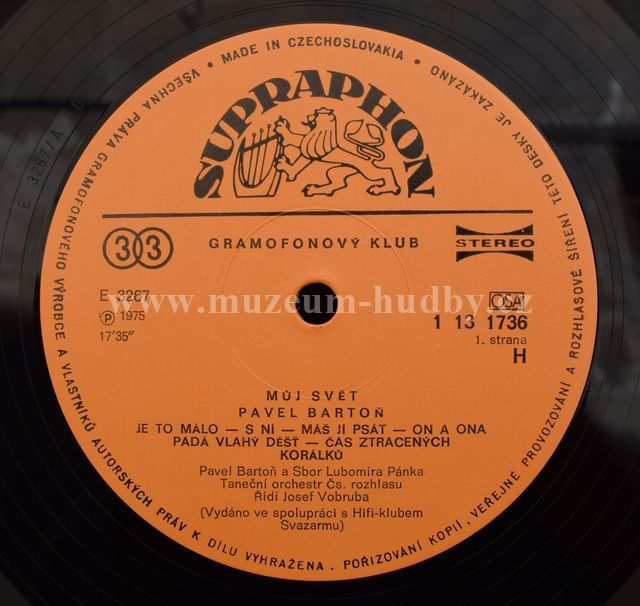 SUPRAPHON
VŠECHNA PRÁVA GRAMOFONOVÉHO VÝROBCE A VLASTNÍKŮ AUTORSKÝCH PRÁV K DÍLU VYHRAŽENA. POŘIZOVÁNÍ KOPIÍ, VEŘEJNÉ PROVOZOVÁNÍ A ROZHLASOVÉ ŠÍŘENÍ TÉTO DESKY JE ZAKÁZÁNO • MADE IN CZECHOSLOVAKIA •
E 3267/A
33 GRAMOFONOVÝ KLUB STEREO
E 3267 OSA
www.muzeum-hudby.cz
Ⓟ 1975 1 13 1736
17'35" 1. strana
H
MŮJ SVĚT
PAVEL BARTOŇ
JE TO MÁLO — S NÍ — MÁŠ JÍ PSÁT — ON A ONA
PADÁ VLAHÝ DÉŠŤ — ČAS ZTRACENÝCH
KORÁLKŮ
Pavel Bartoň a Sbor Lubomíra Pánka
Taneční orchestr Čs. rozhlasu
Řídí Josef Vobruba
(Vydáno ve spolupráci s Hifi-klubem
Svazarmu)